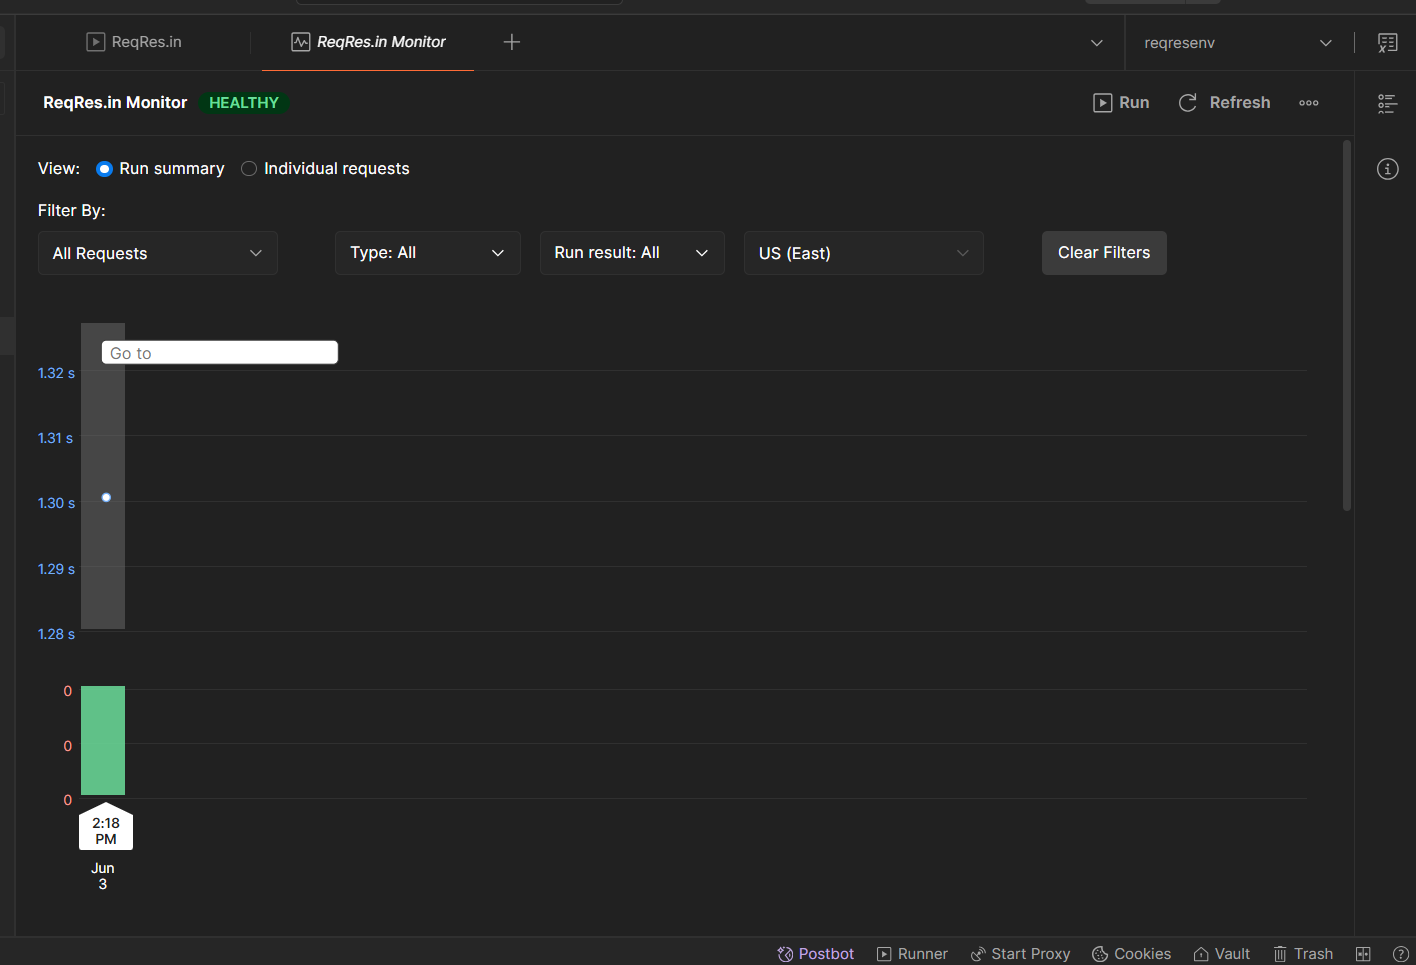 ReqRes.in
ReqRes.in Monitor
reqresenv
ReqRes.in Monitor HEALTHY
Run
Refresh
View: Run summary Individual requests
Filter By:
All Requests
Type: All
Run result: All
US (East)
Clear Filters
Go to
1.32 s
1.31 s
1.30 s
1.29 s
1.28 s
0
0
0
2:18
PM
Jun
3
Postbot
Runner
Start Proxy
Cookies
Vault
Trash